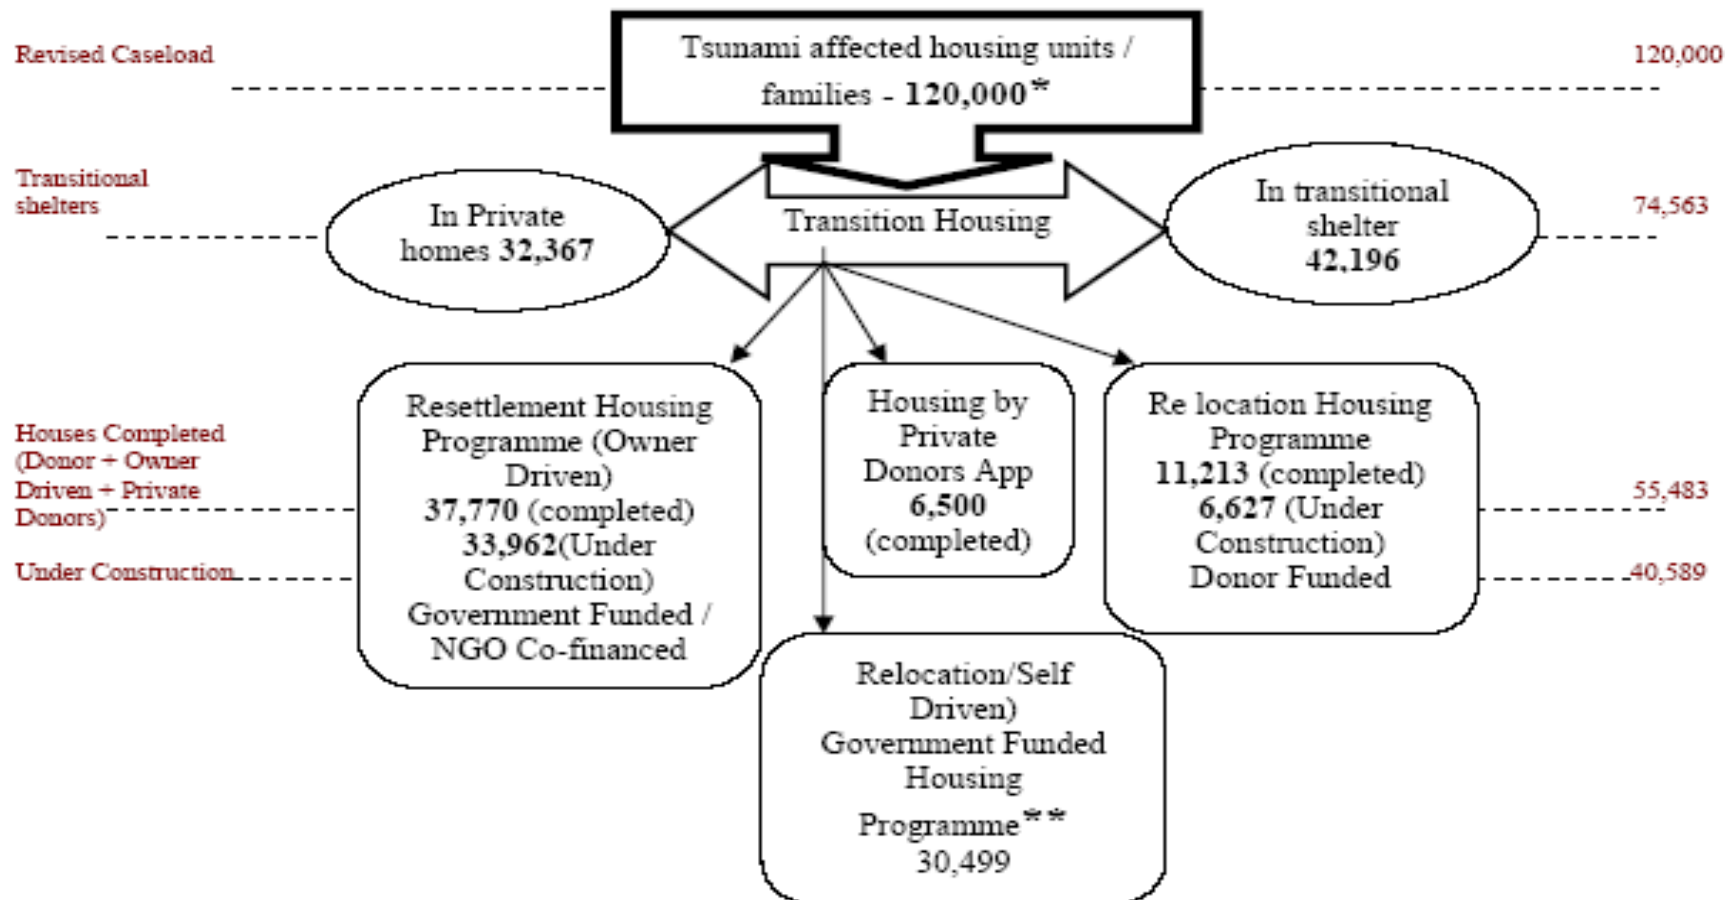 Revised Caseload
Tsunami affected housing units /
families - 120,000*
120,000
Transitional
shelters
In Private
homes 32,367
Transition Housing
In transitional
shelter
42,196
74,563
Houses Completed
(Donor + Owner
Driven + Private
Donors)
Under Construction
Resettlement Housing
Programme (Owner
Driven)
37,770 (completed)
33,962(Under
Construction)
Government Funded /
NGO Co-financed
Housing by
Private
Donors App
6,500
(completed)
Re location Housing
Programme
11,213 (completed)
6,627 (Under
Construction)
Donor Funded
55,483
40,589
Relocation/Self
Driven)
Government Funded
Housing
Programme**
30,499